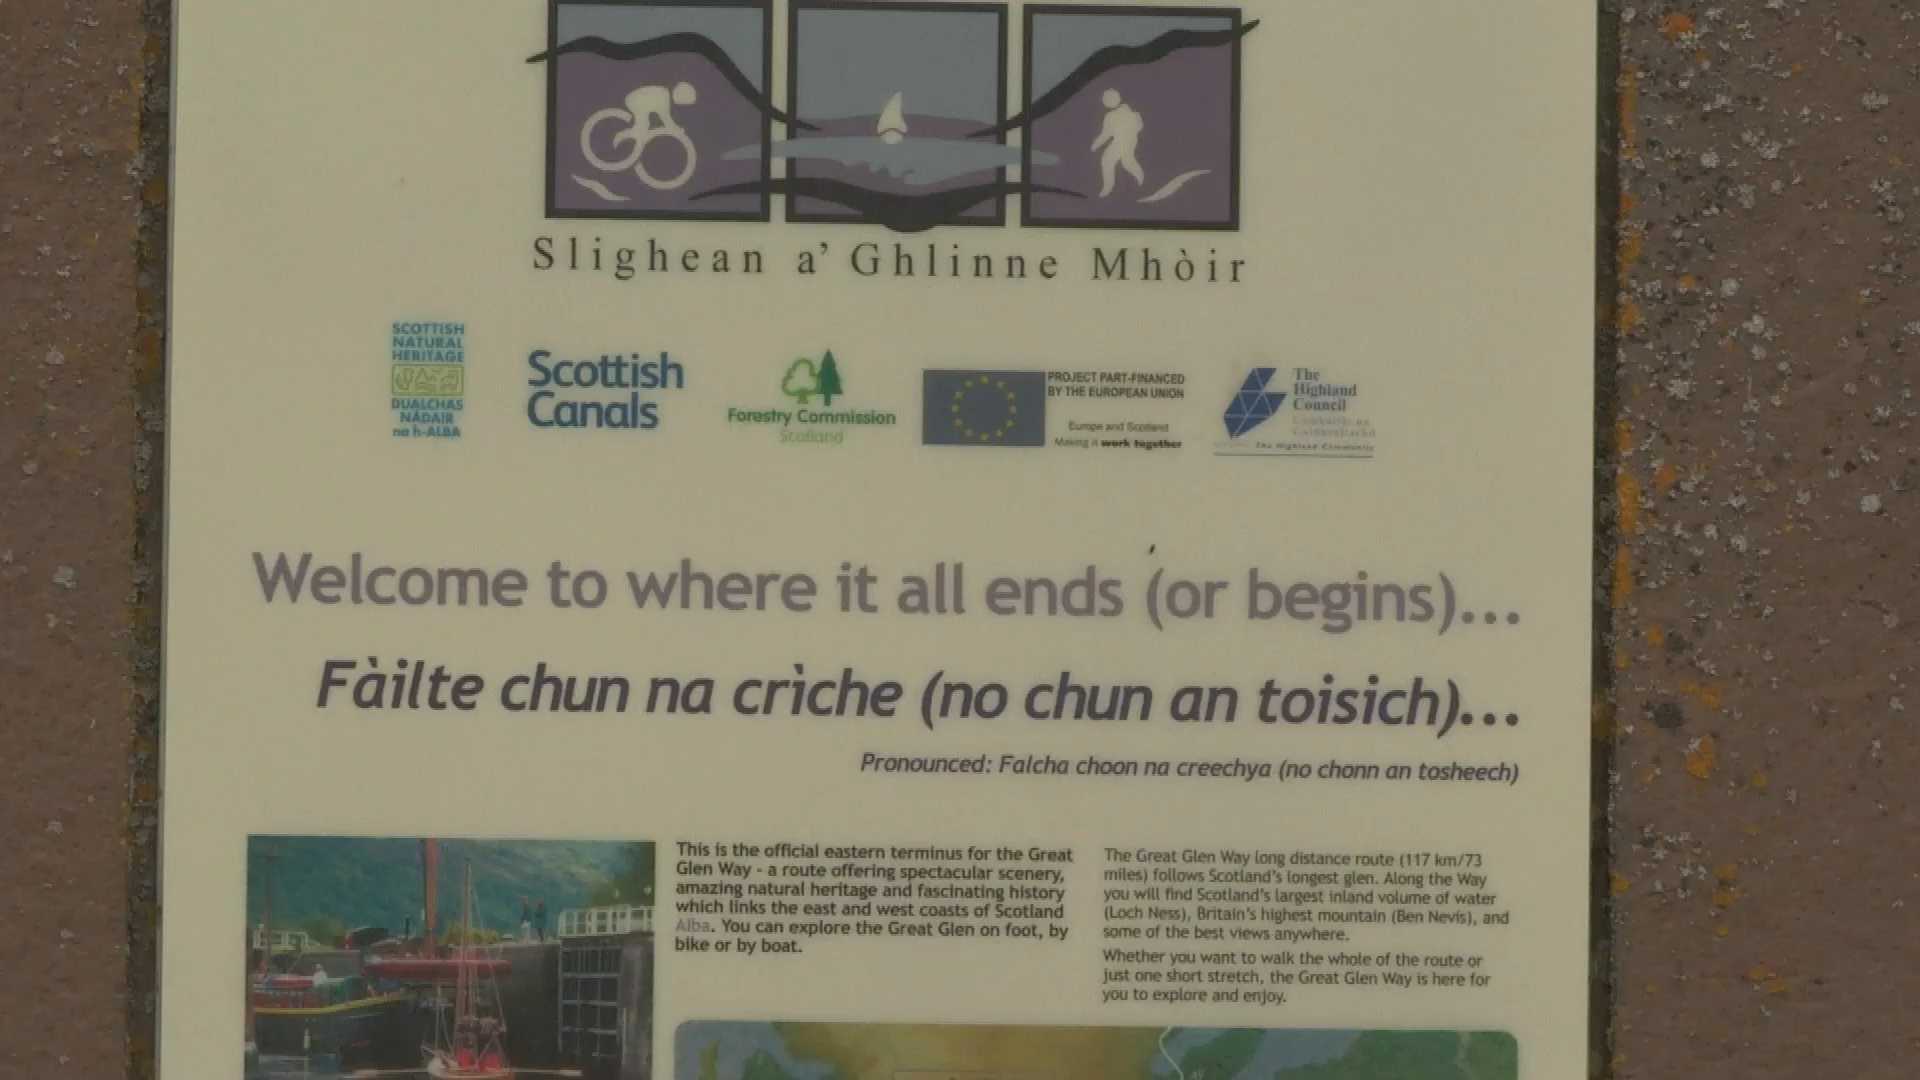 Slighean a' Ghlinne Mhòir
SCOTTISH
NATURAL
HERITAGE
DUALCHAS
NÀDAIR
na h-ALBA
Scottish
Canals
Forestry Commission
Scotland
PROJECT PART-FINANCED
BY THE EUROPEAN UNION
Europe and Scotland
Making it work together
The
Highland
Council
Comhairle na
Gàidhealtachd
The Highland Community
Welcome to where it all ends (or begins)...
Fàilte chun na crìche (no chun an toisich)...
Pronounced: Falcha choon na creechya (no chonn an tosheech)
This is the official eastern terminus for the Great
Glen Way - a route offering spectacular scenery,
amazing natural heritage and fascinating history
which links the east and west coasts of Scotland
Alba. You can explore the Great Glen on foot, by
bike or by boat.
The Great Glen Way long distance route (117 km/73
miles) follows Scotland's longest glen. Along the Way
you will find Scotland's largest inland volume of water
(Loch Ness), Britain's highest mountain (Ben Nevis), and
some of the best views anywhere.
Whether you want to walk the whole of the route or
just one short stretch, the Great Glen Way is here for
you to explore and enjoy.